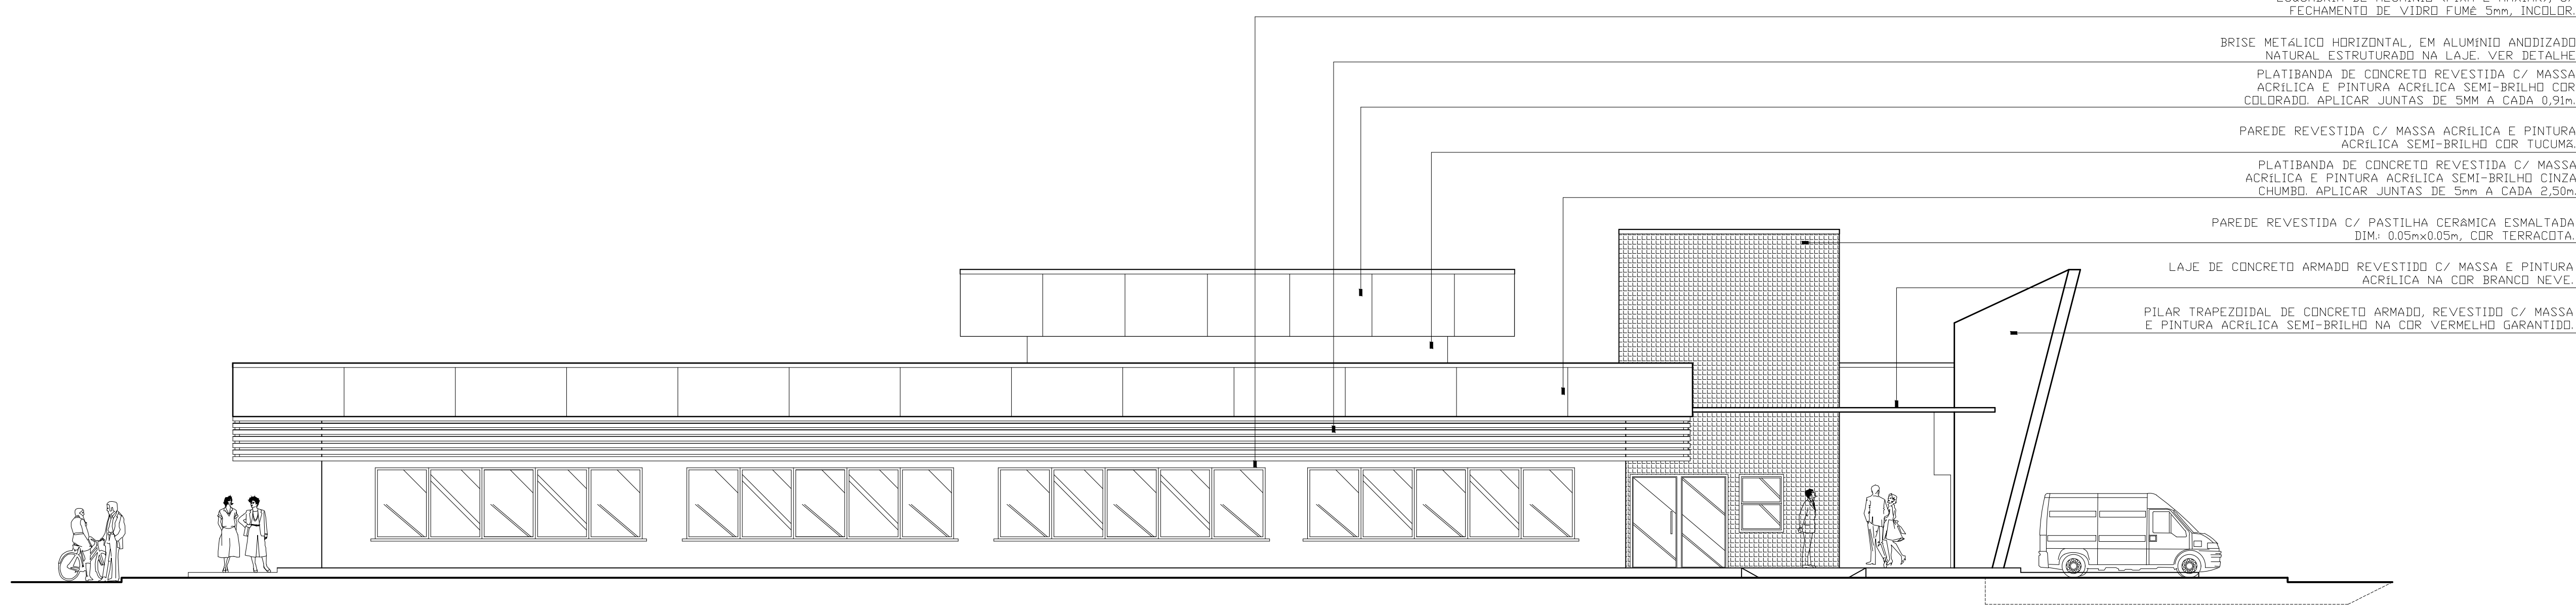 FECHAMENTO DE VIDRO FUMê 5mm, INCOLOR.
BRISE METáLICO HORIZONTAL, EM ALUMíNIO ANODIZADO
NATURAL ESTRUTURADO NA LAJE. VER DETALHE
PLATIBANDA DE CONCRETO REVESTIDA C/ MASSA
ACRíLICA E PINTURA ACRíLICA SEMI-BRILHO COR
COLORADO. APLICAR JUNTAS DE 5MM A CADA 0,91m.
PAREDE REVESTIDA C/ MASSA ACRíLICA E PINTURA
ACRíLICA SEMI-BRILHO COR TUCUMã.
PLATIBANDA DE CONCRETO REVESTIDA C/ MASSA
ACRíLICA E PINTURA ACRíLICA SEMI-BRILHO CINZA
CHUMBO. APLICAR JUNTAS DE 5mm A CADA 2,50m.
PAREDE REVESTIDA C/ PASTILHA CERâMICA ESMALTADA
DIM.: 0.05mx0.05m, COR TERRACOTA.
LAJE DE CONCRETO ARMADO REVESTIDO C/ MASSA E PINTURA
ACRíLICA NA COR BRANCO NEVE.
PILAR TRAPEZOIDAL DE CONCRETO ARMADO, REVESTIDO C/ MASSA
E PINTURA ACRíLICA SEMI-BRILHO NA COR VERMELHO GARANTIDO.